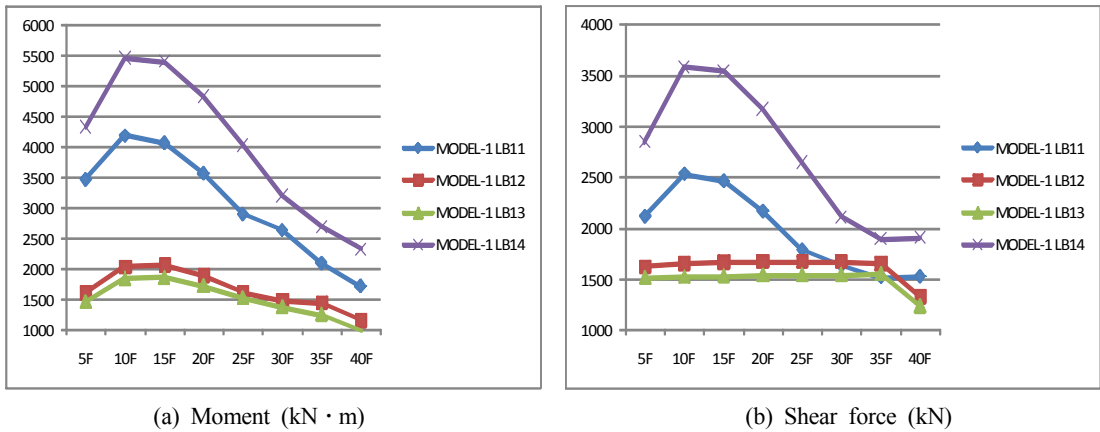 6000
5500
5000
4500
4000
3500
3000
2500
2000
1500
1000
5F 10F 15F 20F 25F 30F 35F 40F
MODEL-1 LB11
MODEL-1 LB12
MODEL-1 LB13
MODEL-1 LB14
(a) Moment (kN · m)
4000
3500
3000
2500
2000
1500
1000
5F 10F 15F 20F 25F 30F 35F 40F
MODEL-1 LB11
MODEL-1 LB12
MODEL-1 LB13
MODEL-1 LB14
(b) Shear force (kN)